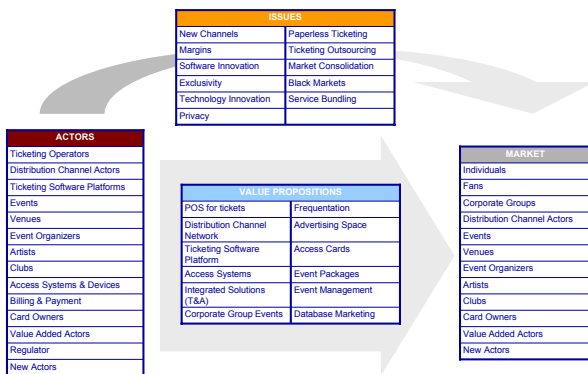 ISSUES
New Channels Paperless Ticketing
Margins Ticketing Outsourcing
Software Innovation Market Consolidation
Exclusivity Black Markets
Technology Innovation Service Bundling
Privacy
ACTORS
Ticketing Operators
Distribution Channel Actors
Ticketing Software Platforms
Events
Venues
Event Organizers
Artists
Clubs
Access Systems & Devices
Billing & Payment
Card Owners
Value Added Actors
Regulator
New Actors
VALUE PROPOSITIONS
POS for tickets Frequentation
Distribution Channel Advertising Space
Network
Ticketing Software Access Cards
Platform
Access Systems Event Packages
Integrated Solutions Event Management
(T&A)
Corporate Group Events Database Marketing
MARKET
Individuals
Fans
Corporate Groups
Distribution Channel Actors
Events
Venues
Event Organizers
Artists
Clubs
Card Owners
Value Added Actors
New Actors